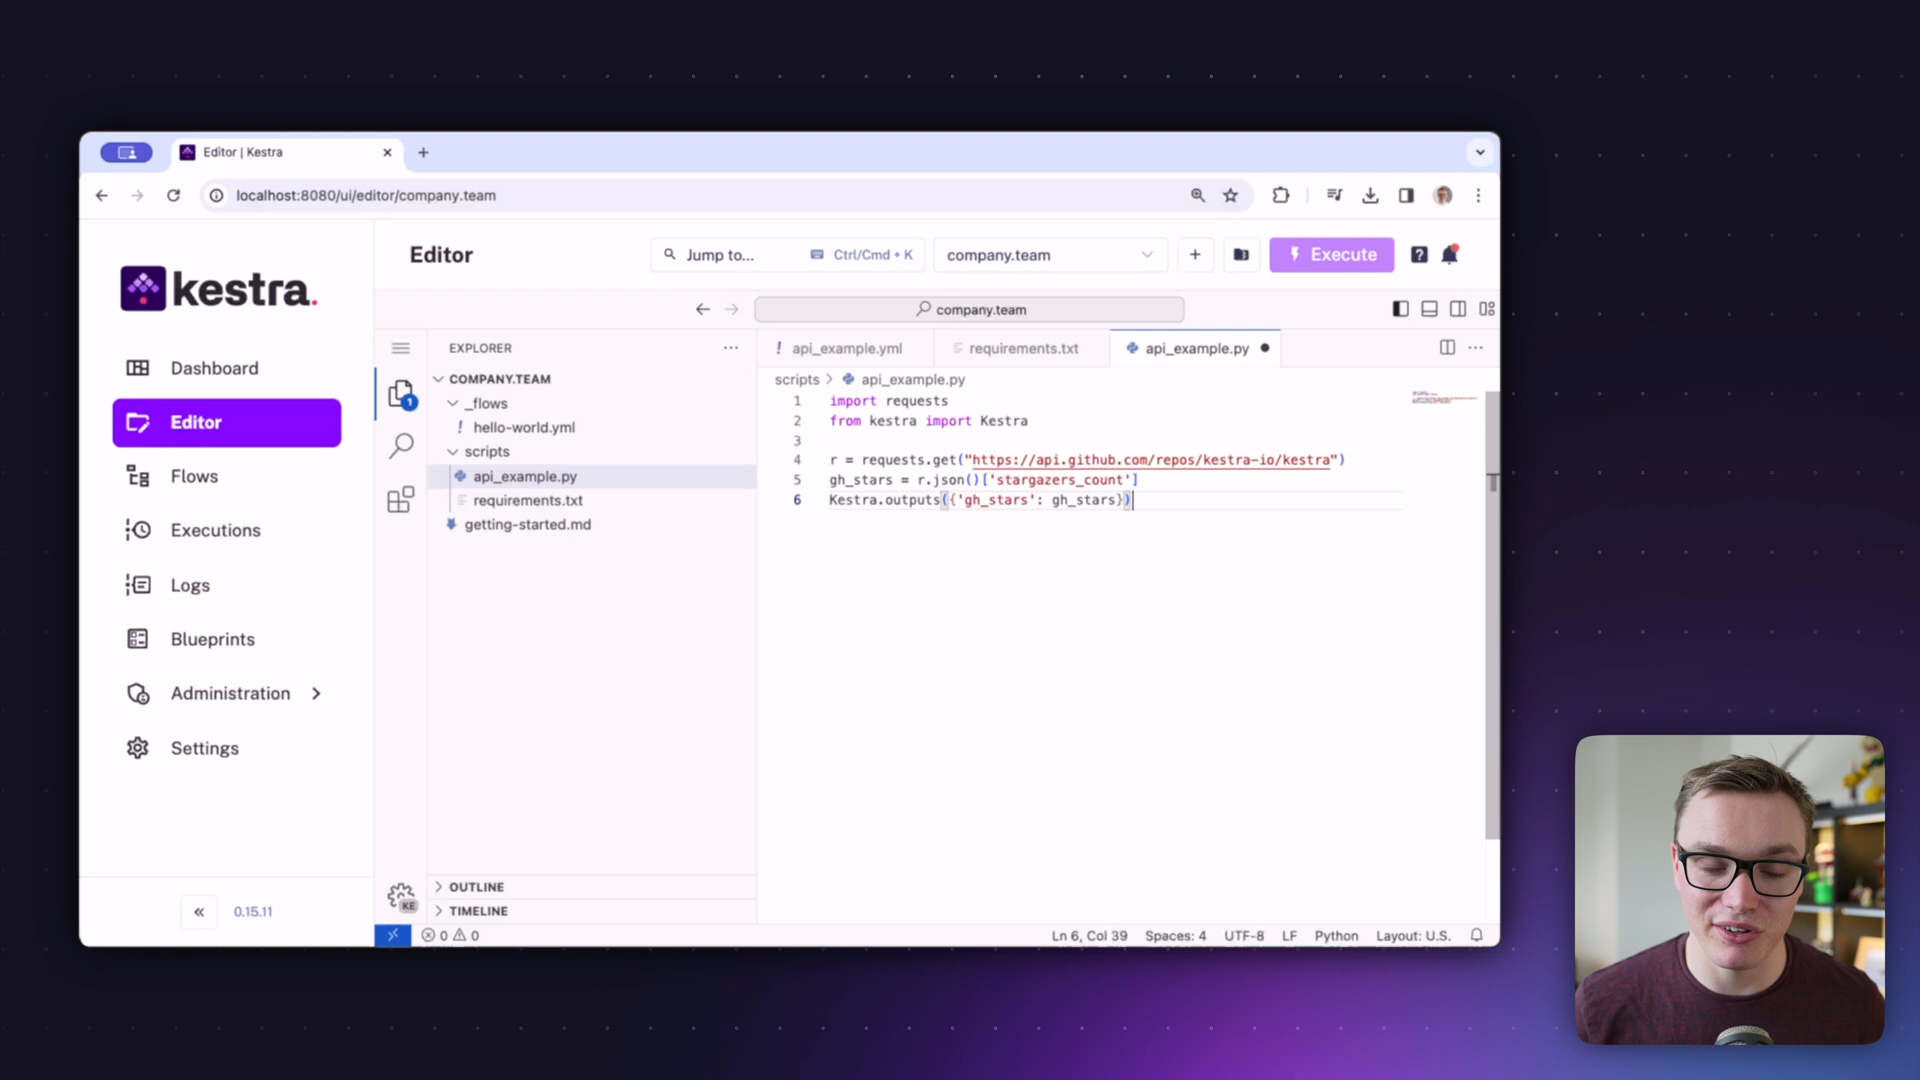 Editor | Kestra
localhost:8080/ui/editor/company.team
kestra.
Dashboard
Editor
Flows
Executions
Logs
Blueprints
Administration
Settings
0.15.11
Editor
Jump to... Ctrl/Cmd + K
company.team
Execute
company.team
EXPLORER
COMPANY.TEAM
_flows
hello-world.yml
scripts
api_example.py
requirements.txt
getting-started.md
OUTLINE
TIMELINE
1
KE
api_example.yml
requirements.txt
api_example.py
scripts > api_example.py
1 import requests
2 from kestra import Kestra
3
4 r = requests.get("https://api.github.com/repos/kestra-io/kestra")
5 gh_stars = r.json()['stargazers_count']
6 Kestra.outputs({'gh_stars': gh_stars})
0 0
Ln 6, Col 39 Spaces: 4 UTF-8 LF Python Layout: U.S.